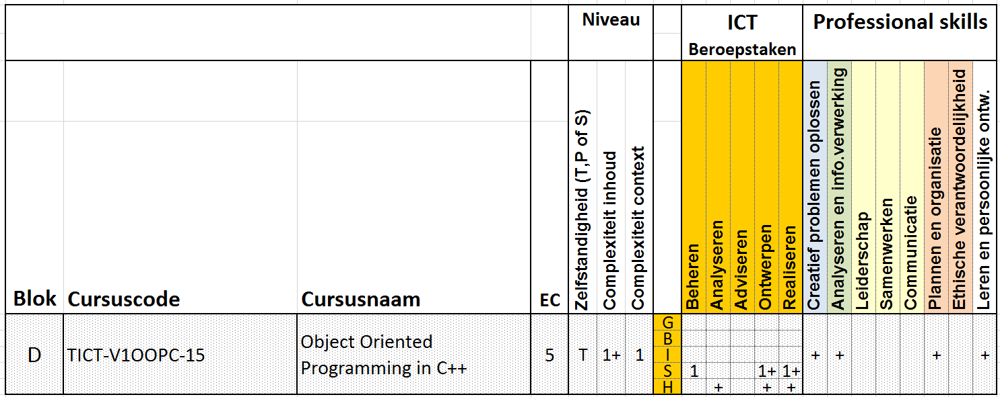 Niveau
ICT
Beroepstaken
Professional skills
Blok
Cursuscode
Cursusnaam
EC
Zelfstandigheid (T,P of S)
Complexiteit inhoud
Complexiteit context
Beheren
Analyseren
Adviseren
Ontwerpen
Realiseren
Creatief problemen oplossen
Analyseren en info.verwerking
Leiderschap
Samenwerken
Communicatie
Plannen en organisatie
Ethische verantwoordelijkheid
Leren en persoonlijke ontw.
D
TICT-V1OOPC-15
Object Oriented
Programming in C++
5
T
1+
1
G
B
I
+ + + +
S 1 1+ 1+
H + + +